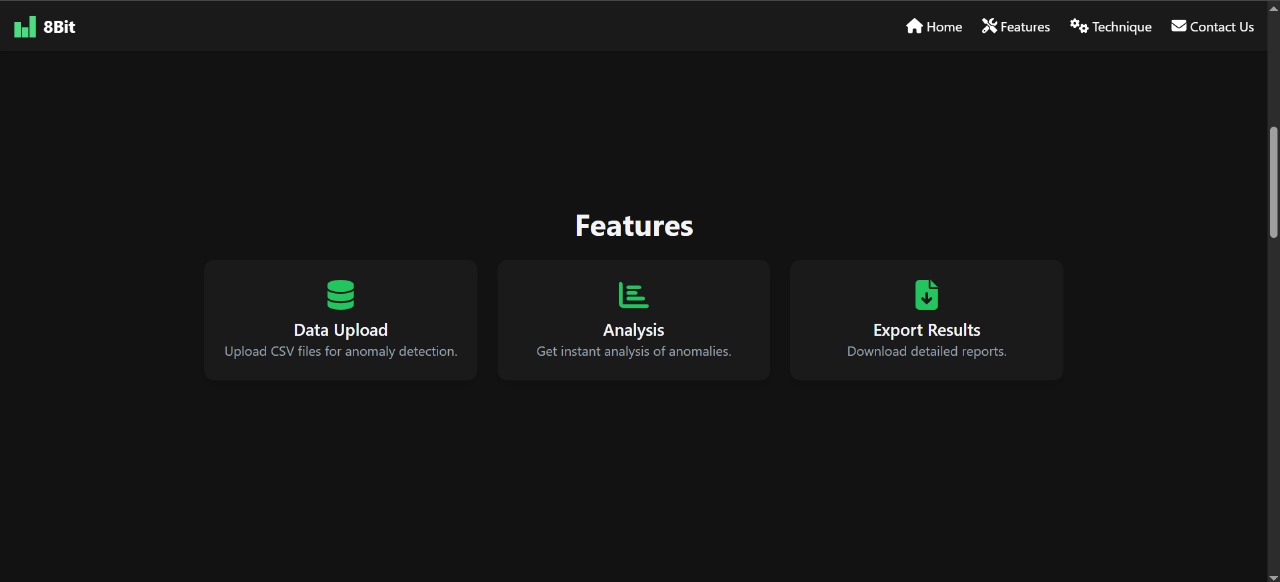 8Bit
Home Features Technique Contact Us
Features
Data Upload
Upload CSV files for anomaly detection.
Analysis
Get instant analysis of anomalies.
Export Results
Download detailed reports.